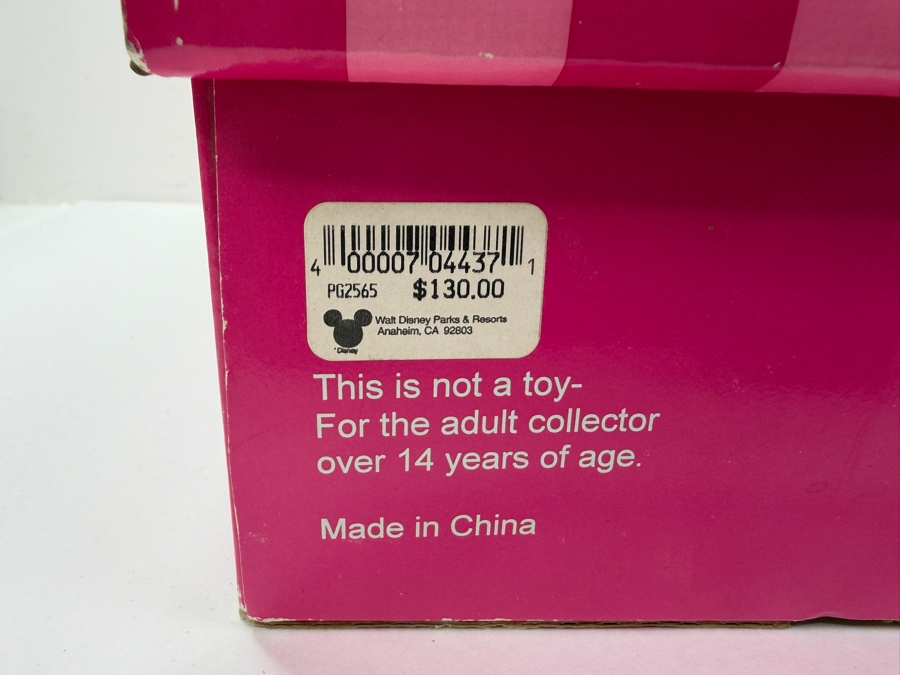 4 00007 04437 1
PG2565 $130.00
Walt Disney Parks & Resorts
Anaheim, CA 92803
©Disney
This is not a toy-
For the adult collector
over 14 years of age.
Made in China